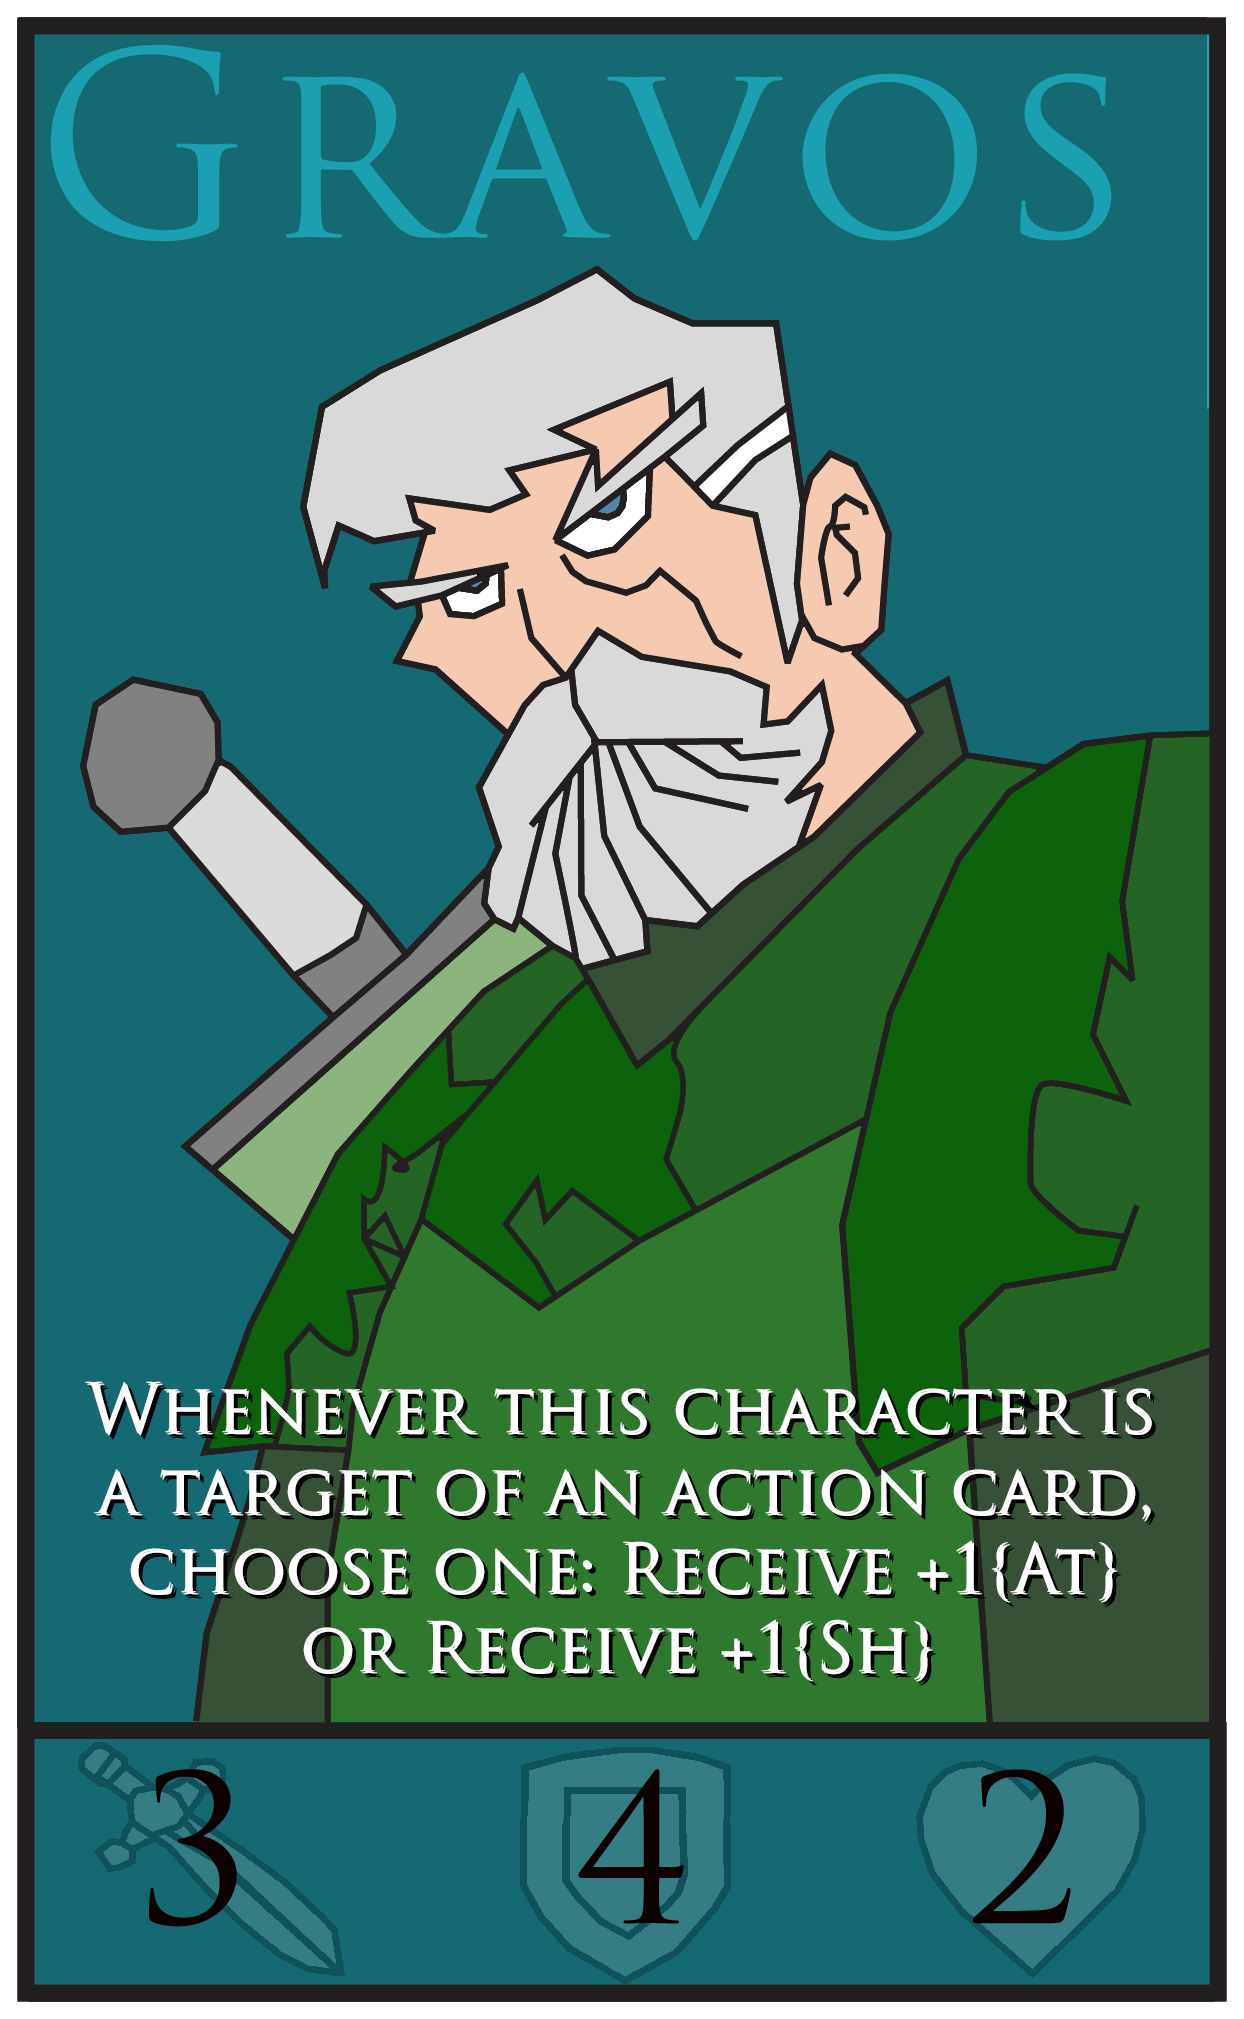 Gravos
Whenever this character is
a target of an action card,
choose one: Receive +1{At}
or Receive +1{Sh}
3 4 2